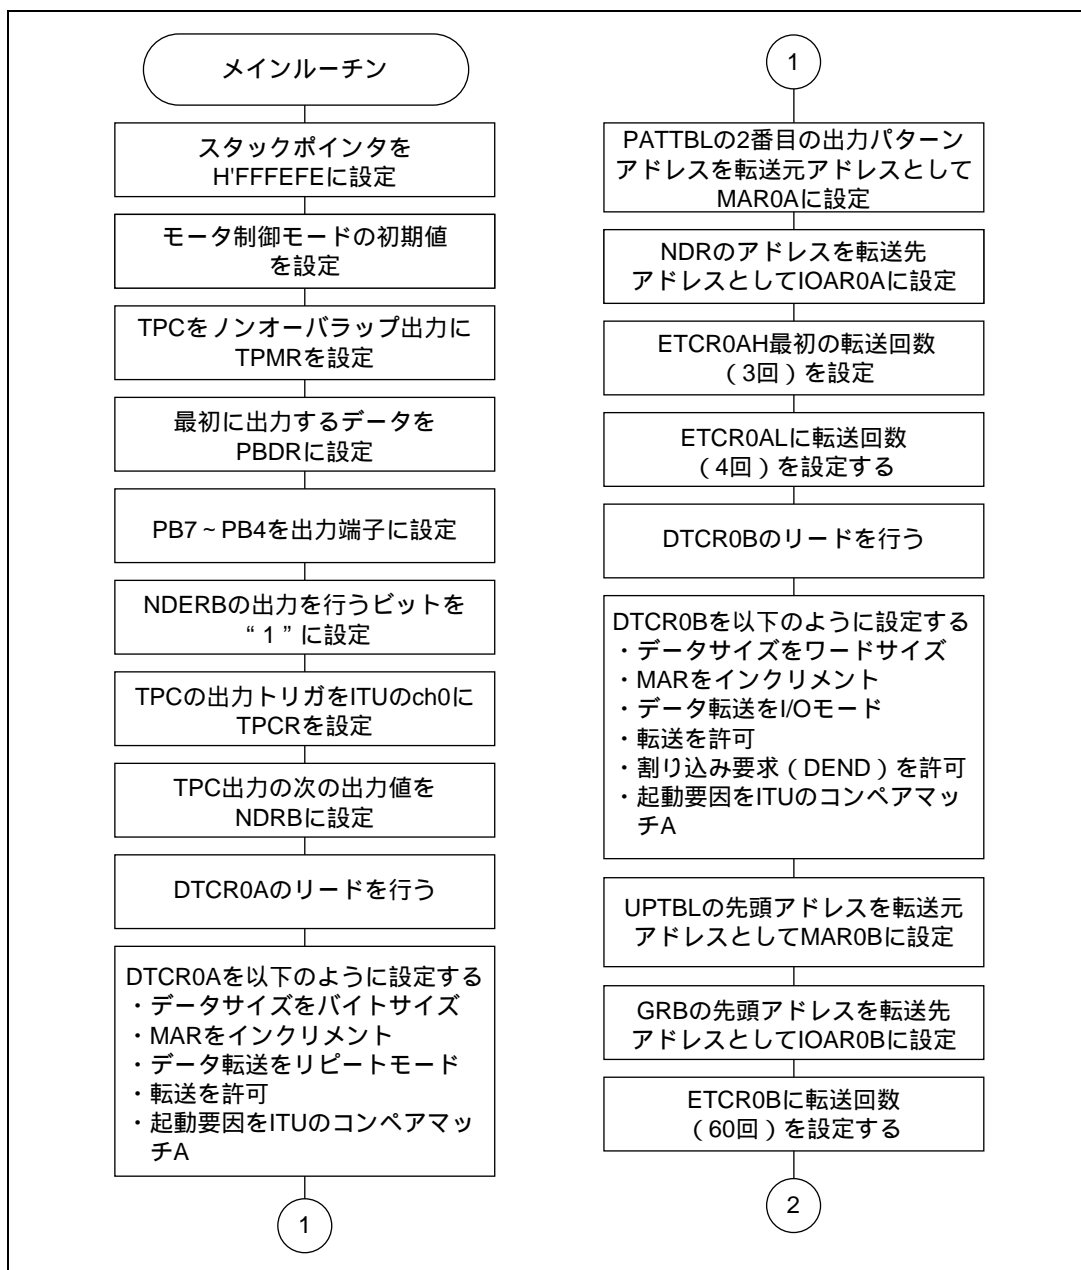 メインルーチン
スタックポインタを
H'FFFEFEに設定
モータ制御モードの初期値
を設定
TPCをノンオーバラップ出力に
TPMRを設定
最初に出力するデータを
PBDRに設定
PB7~PB4を出力端子に設定
NDERBの出力を行うビットを
“1”に設定
TPCの出力トリガをITUのch0に
TPCRを設定
TPC出力の次の出力値を
NDRBに設定
DTCR0Aのリードを行う
DTCR0Aを以下のように設定する
・データサイズをバイトサイズ
・MARをインクリメント
・データ転送をリピートモード
・転送を許可
・起動要因をITUのコンペアマッ
チA
1
1
PATTBLの2番目の出力パターン
アドレスを転送元アドレスとして
MAR0Aに設定
NDRのアドレスを転送先
アドレスとしてIOAR0Aに設定
ETCR0AH最初の転送回数
(3回)を設定
ETCR0ALに転送回数
(4回)を設定する
DTCR0Bのリードを行う
DTCR0Bを以下のように設定する
・データサイズをワードサイズ
・MARをインクリメント
・データ転送をI/Oモード
・転送を許可
・割り込み要求(DEND)を許可
・起動要因をITUのコンペアマッ
チA
UPTBLの先頭アドレスを転送元
アドレスとしてMAR0Bに設定
GRBの先頭アドレスを転送先
アドレスとしてIOAR0Bに設定
ETCR0Bに転送回数
(60回)を設定する
2